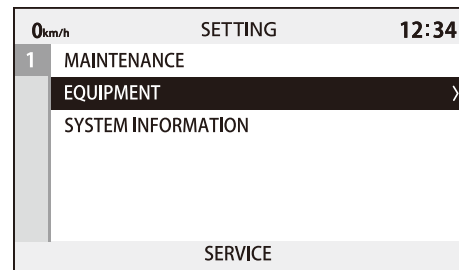 0km/h SETTING 12:34
1 MAINTENANCE
EQUIPMENT >
SYSTEM INFORMATION
SERVICE